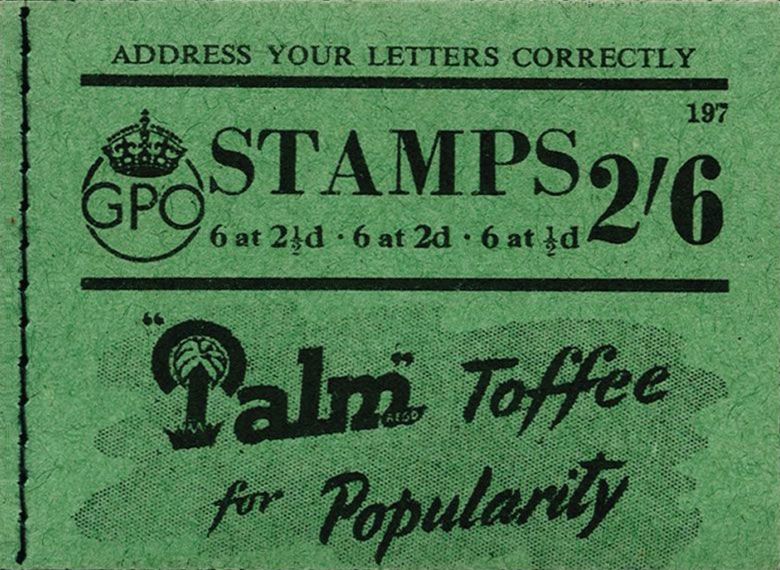 ADDRESS YOUR LETTERS CORRECTLY
197
GPO STAMPS 2/6
6 at 2½d · 6 at 2d · 6 at ½d
"Palm" Toffee
REGD
for Popularity